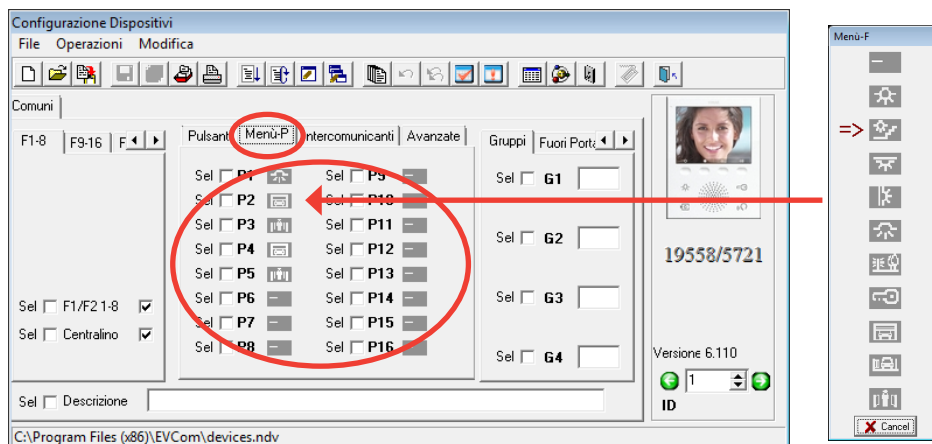 Configurazione Dispositivi
File Operazioni Modifica
Comuni
F1-8 F9-16 F
Pulsant Menù-P ntercomunicanti Avanzate
Gruppi Fuori Porta
Sel P1 Sel P9
Sel P2 Sel P10
Sel P3 Sel P11
Sel P4 Sel P12
Sel P5 Sel P13
Sel P6 Sel P14
Sel P7 Sel P15
Sel P8 Sel P16
Sel F1/F2 1-8
Sel Centralino
Sel G1
Sel G2
Sel G3
Sel G4
19558/5721
Versione 6.110
1
ID
Sel Descrizione
C:\Program Files (x86)\EVCom\devices.ndv
Menù-F
=>
Cancel